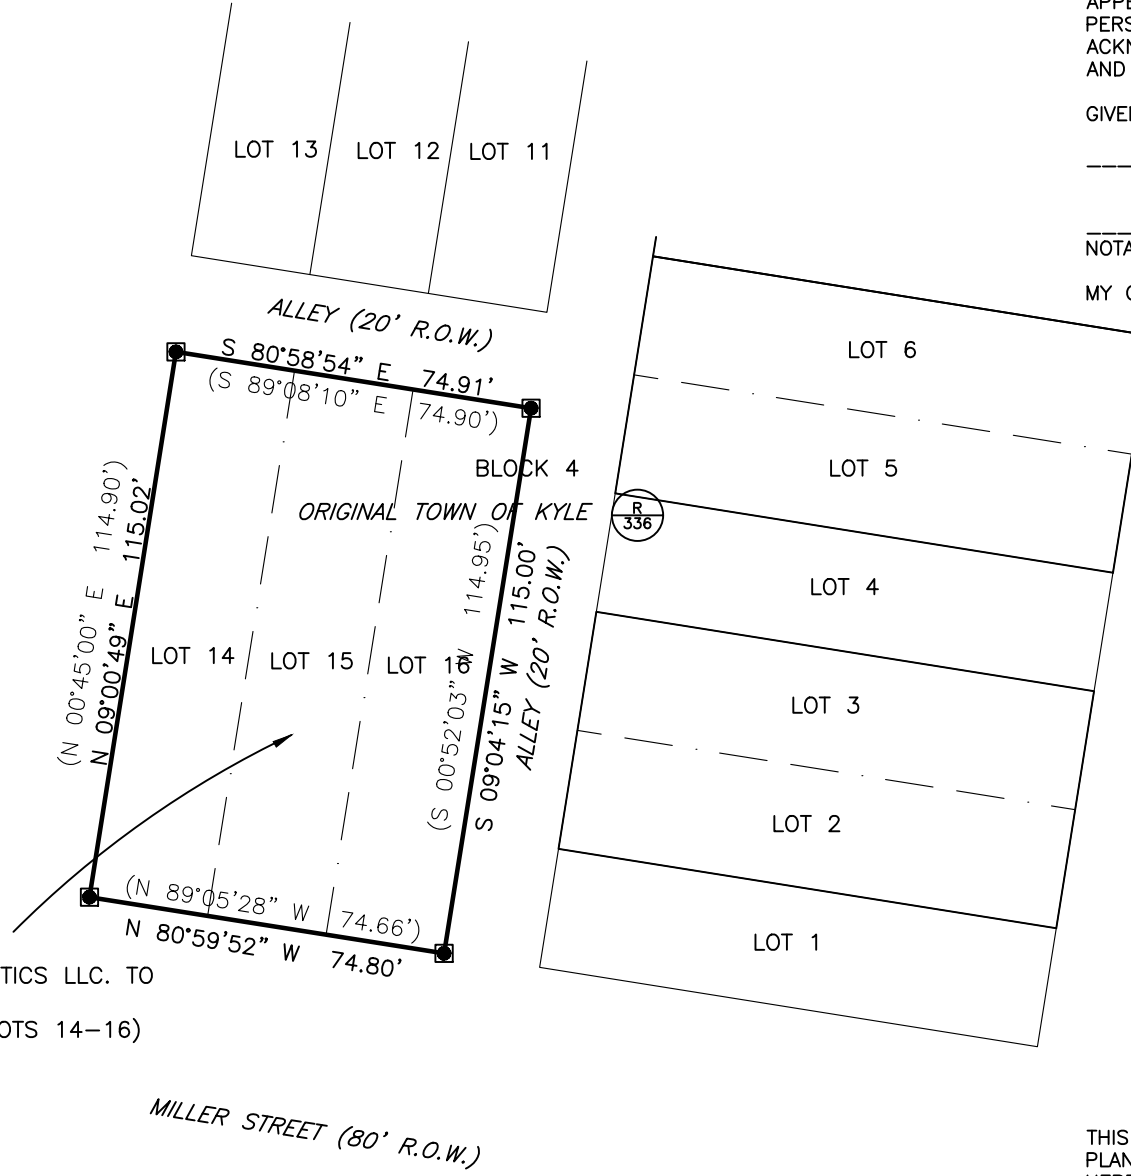 APPE
PERS
ACKN
AND
GIVEN
NOTA
MY C
LOT 13
LOT 12
LOT 11
ALLEY (20' R.O.W.)
S 80°58'54" E 74.91'
(S 89°08'10" E 74.90')
LOT 6
LOT 5
BLOCK 4
ORIGINAL TOWN OF KYLE
R
336
(N 00°45'00" E 114.90')
N 09°00'49" E 115.02'
(S 00°52'03" W 114.95')
S 09°04'15" W 115.00'
ALLEY (20' R.O.W.)
LOT 4
LOT 14
LOT 15
LOT 16
LOT 3
LOT 2
LOT 1
(N 89°05'28" W 74.66')
N 80°59'52" W 74.80'
TICS LLC. TO
OTS 14-16)
MILLER STREET (80' R.O.W.)
THIS
PLAN